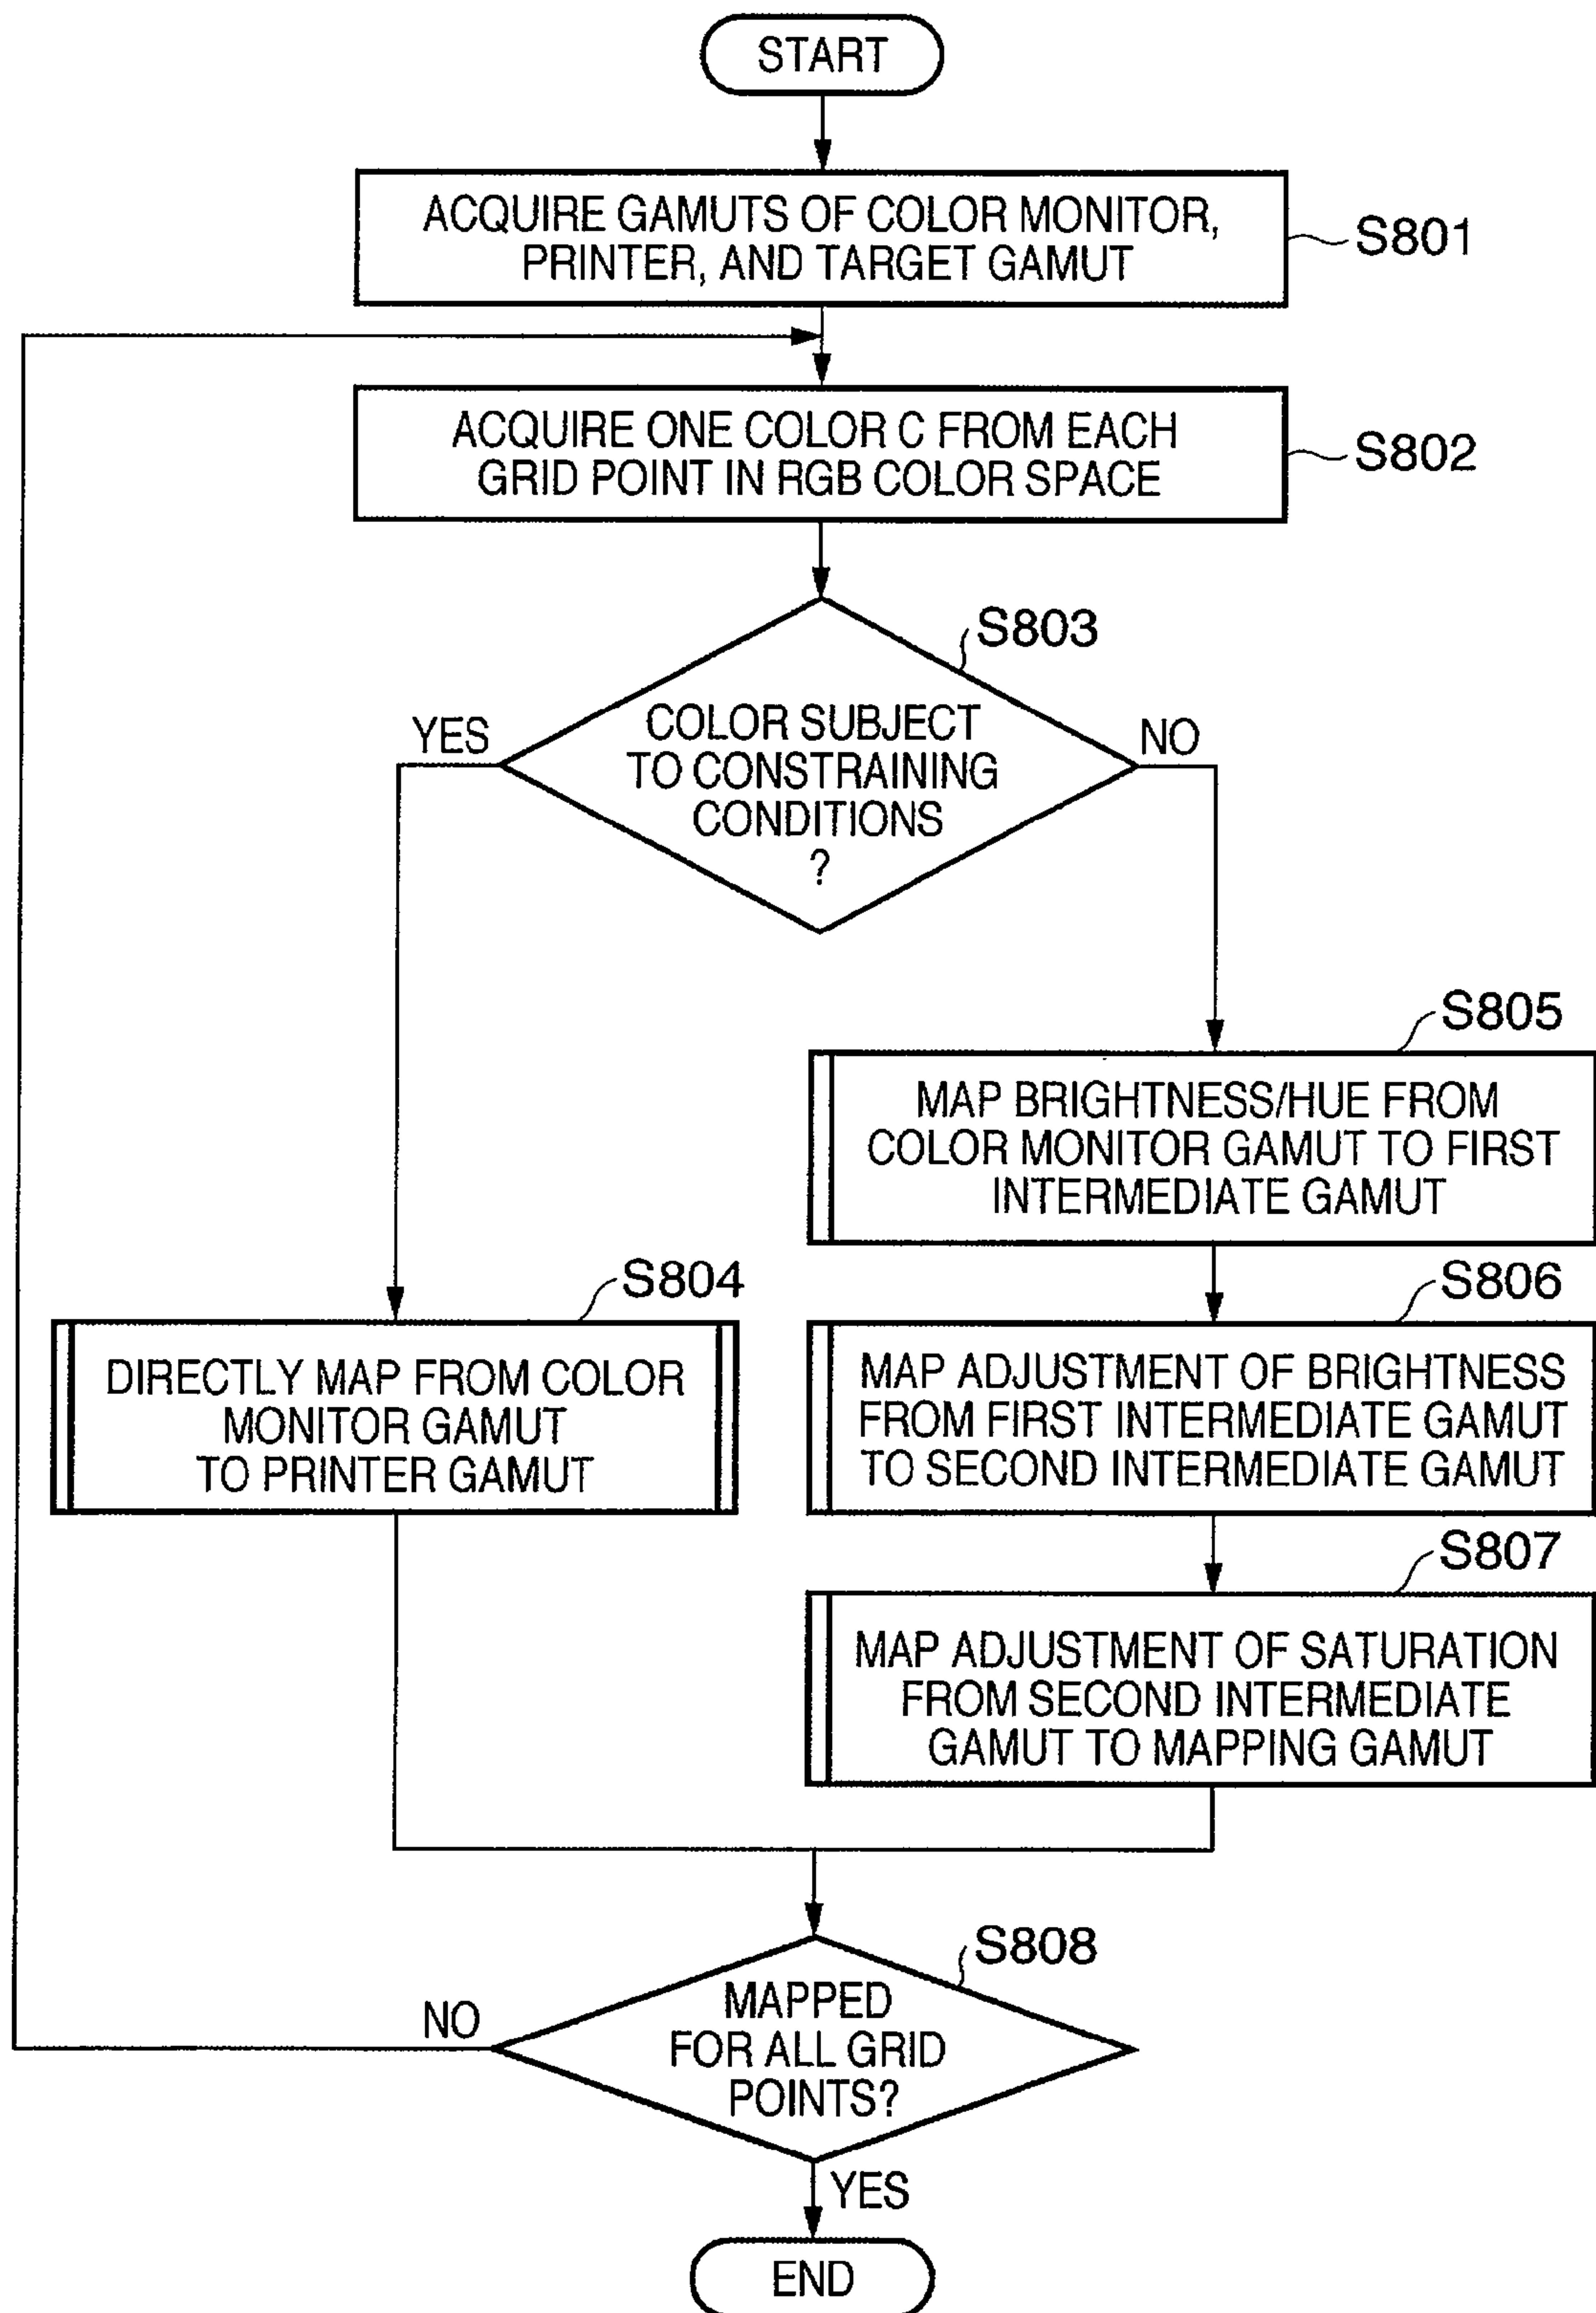 START
ACQUIRE GAMUTS OF COLOR MONITOR,
PRINTER, AND TARGET GAMUT
S801
ACQUIRE ONE COLOR C FROM EACH
GRID POINT IN RGB COLOR SPACE
S802
S803
COLOR SUBJECT
TO CONSTRAINING
CONDITIONS
?
YES
NO
S805
MAP BRIGHTNESS/HUE FROM
COLOR MONITOR GAMUT TO FIRST
INTERMEDIATE GAMUT
S804
DIRECTLY MAP FROM COLOR
MONITOR GAMUT
TO PRINTER GAMUT
S806
MAP ADJUSTMENT OF BRIGHTNESS
FROM FIRST INTERMEDIATE GAMUT
TO SECOND INTERMEDIATE GAMUT
S807
MAP ADJUSTMENT OF SATURATION
FROM SECOND INTERMEDIATE
GAMUT TO MAPPING GAMUT
S808
MAPPED
FOR ALL GRID
POINTS?
NO
YES
END